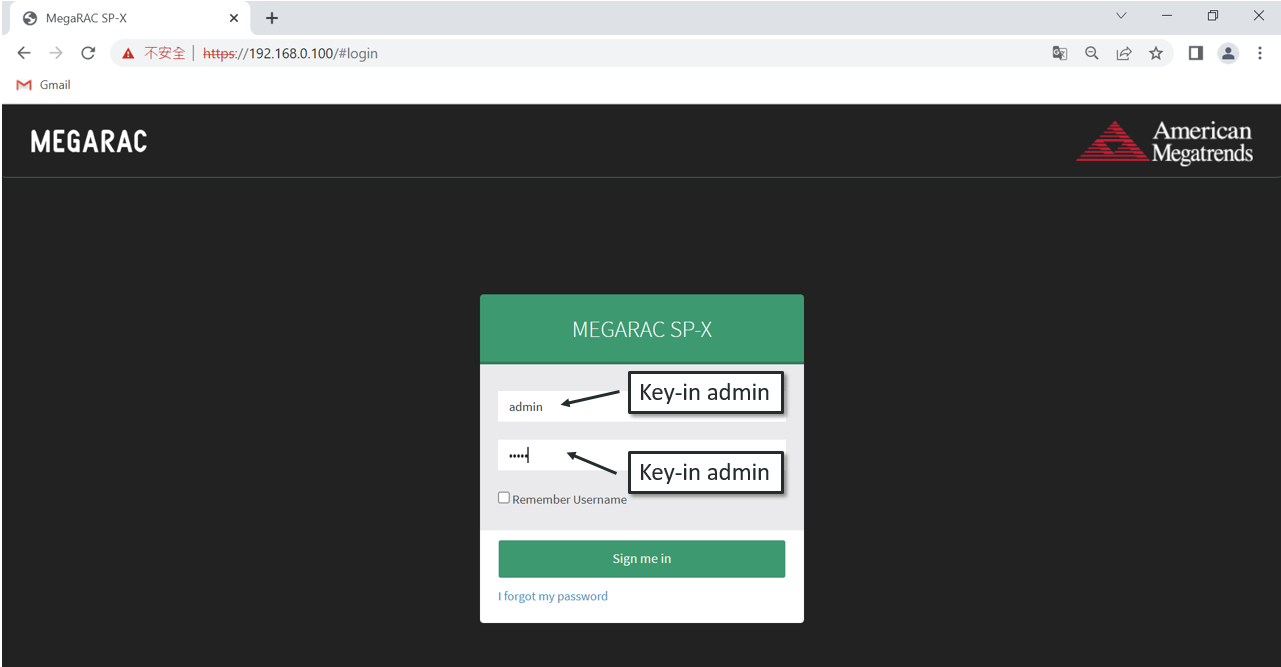 MegaRAC SP-X
不安全 | https://192.168.0.100/#login
Gmail
MEGARAC
American
Megatrends
MEGARAC SP-X
admin
Key-in admin
•••••
Key-in admin
Remember Username
Sign me in
I forgot my password